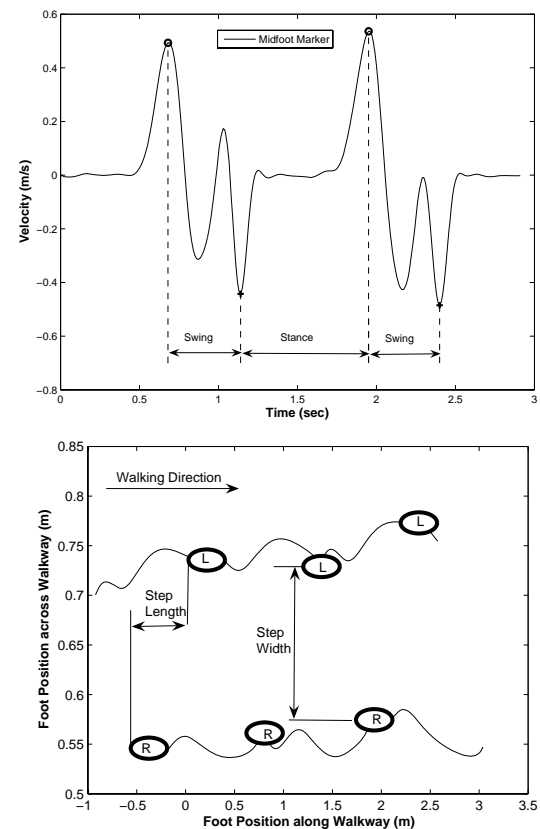 0.6
Midfoot Marker
0.4
0.2
0
−0.2
−0.4
−0.6
−0.8
Velocity (m/s)
Swing
Stance
Swing
0 0.5 1 1.5 2 2.5 3
Time (sec)
0.85
0.8
0.75
0.7
0.65
0.6
0.55
0.5
Foot Position across Walkway (m)
Walking Direction
L
L
L
Step
Length
Step
Width
R
R
R
−1 −0.5 0 0.5 1 1.5 2 2.5 3 3.5
Foot Position along Walkway (m)